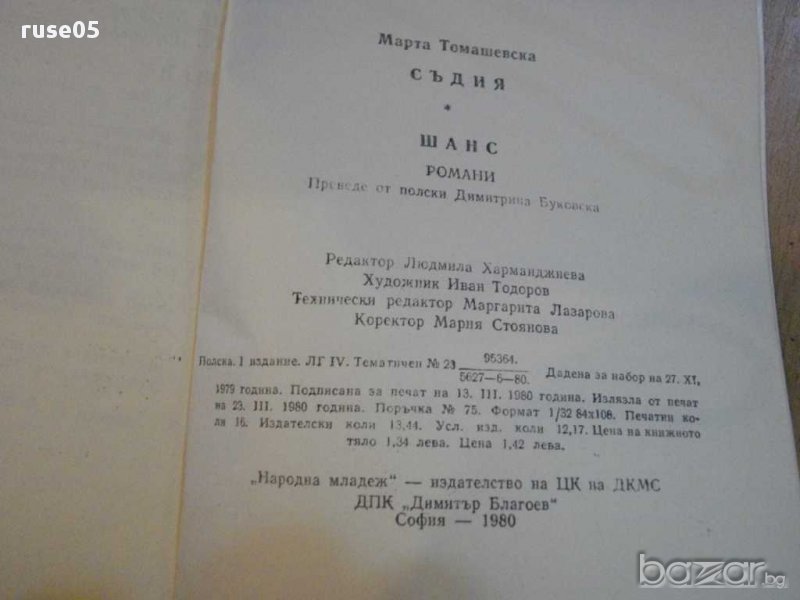 ruse05
Марта Томашевска
СЪДИЯ
*
ШАНС
РОМАНИ
Преведе от полски Димитрина Буковска
Редактор Людмила Харманджиева
Художник Иван Тодоров
Технически редактор Маргарита Лазарова
Коректор Мария Стоянова
Полска. I издание. ЛГ IV. Тематичен № 23 95364. / 5627—6—80. Дадена за набор на 27. XI.
1979 година. Подписана за печат на 13. III. 1980 година. Излязла от печат
на 23. III. 1980 година. Поръчка № 75. Формат 1/32 84x108. Печатни ко-
ли 16. Издателски коли 13,44. Усл. изд. коли 12,17. Цена на книжното
тяло 1,34 лева. Цена 1,42 лева.
„Народна младеж“ — издателство на ЦК на ДКМС
ДПК „Димитър Благоев“
София — 1980
bazar.bg